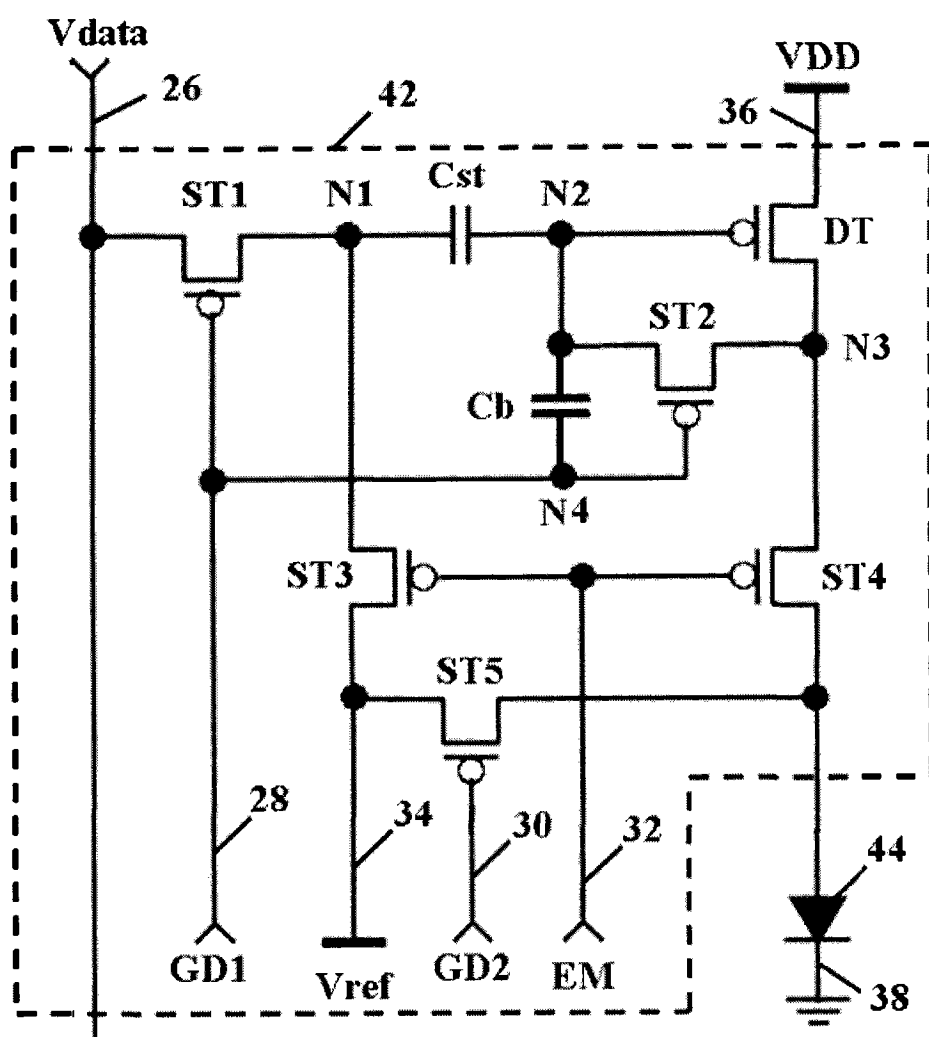 Vdata
26
42
VDD
36
ST1
N1
Cst
N2
DT
ST2
N3
Cb
N4
ST3
ST4
ST5
28
34
30
32
44
GD1
Vref
GD2
EM
38